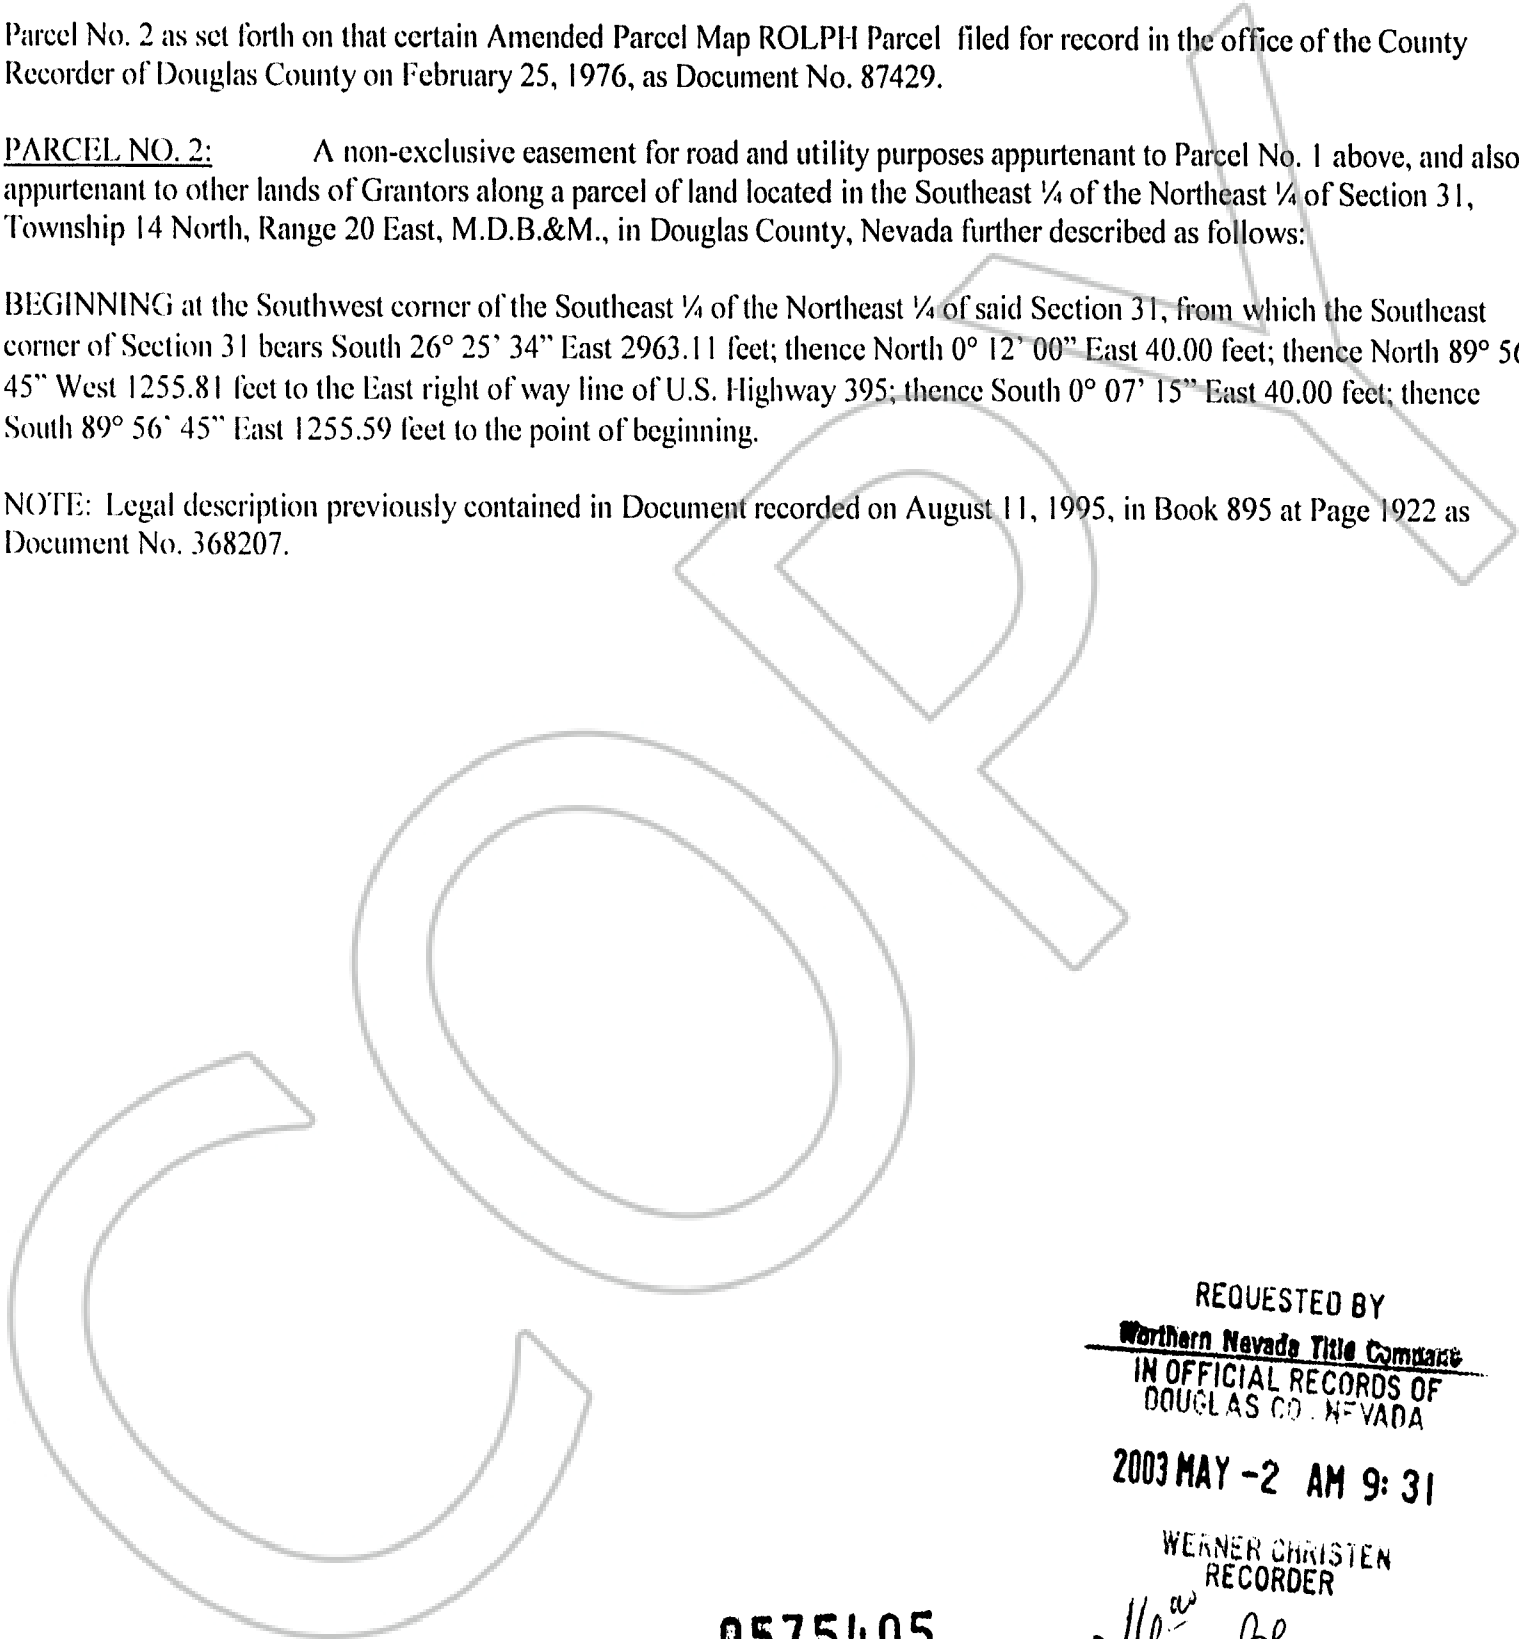 Parcel No. 2 as set forth on that certain Amended Parcel Map ROLPH Parcel filed for record in the office of the County
Recorder of Douglas County on February 25, 1976, as Document No. 87429.
PARCEL NO. 2: A non-exclusive easement for road and utility purposes appurtenant to Parcel No. 1 above, and also
appurtenant to other lands of Grantors along a parcel of land located in the Southeast ¼ of the Northeast ¼ of Section 31,
Township 14 North, Range 20 East, M.D.B.&M., in Douglas County, Nevada further described as follows:
BEGINNING at the Southwest corner of the Southeast ¼ of the Northeast ¼ of said Section 31, from which the Southeast
corner of Section 31 bears South 26° 25' 34" East 2963.11 feet; thence North 0° 12' 00" East 40.00 feet; thence North 89° 56
45" West 1255.81 feet to the East right of way line of U.S. Highway 395; thence South 0° 07' 15" East 40.00 feet; thence
South 89° 56' 45" East 1255.59 feet to the point of beginning.
NOTE: Legal description previously contained in Document recorded on August 11, 1995, in Book 895 at Page 1922 as
Document No. 368207.
COPY
REQUESTED BY
Northern Nevada Title Company
IN OFFICIAL RECORDS OF
DOUGLAS CO. NEVADA
2003 MAY -2 AM 9: 31
WERNER CHRISTEN
RECORDER
0575405